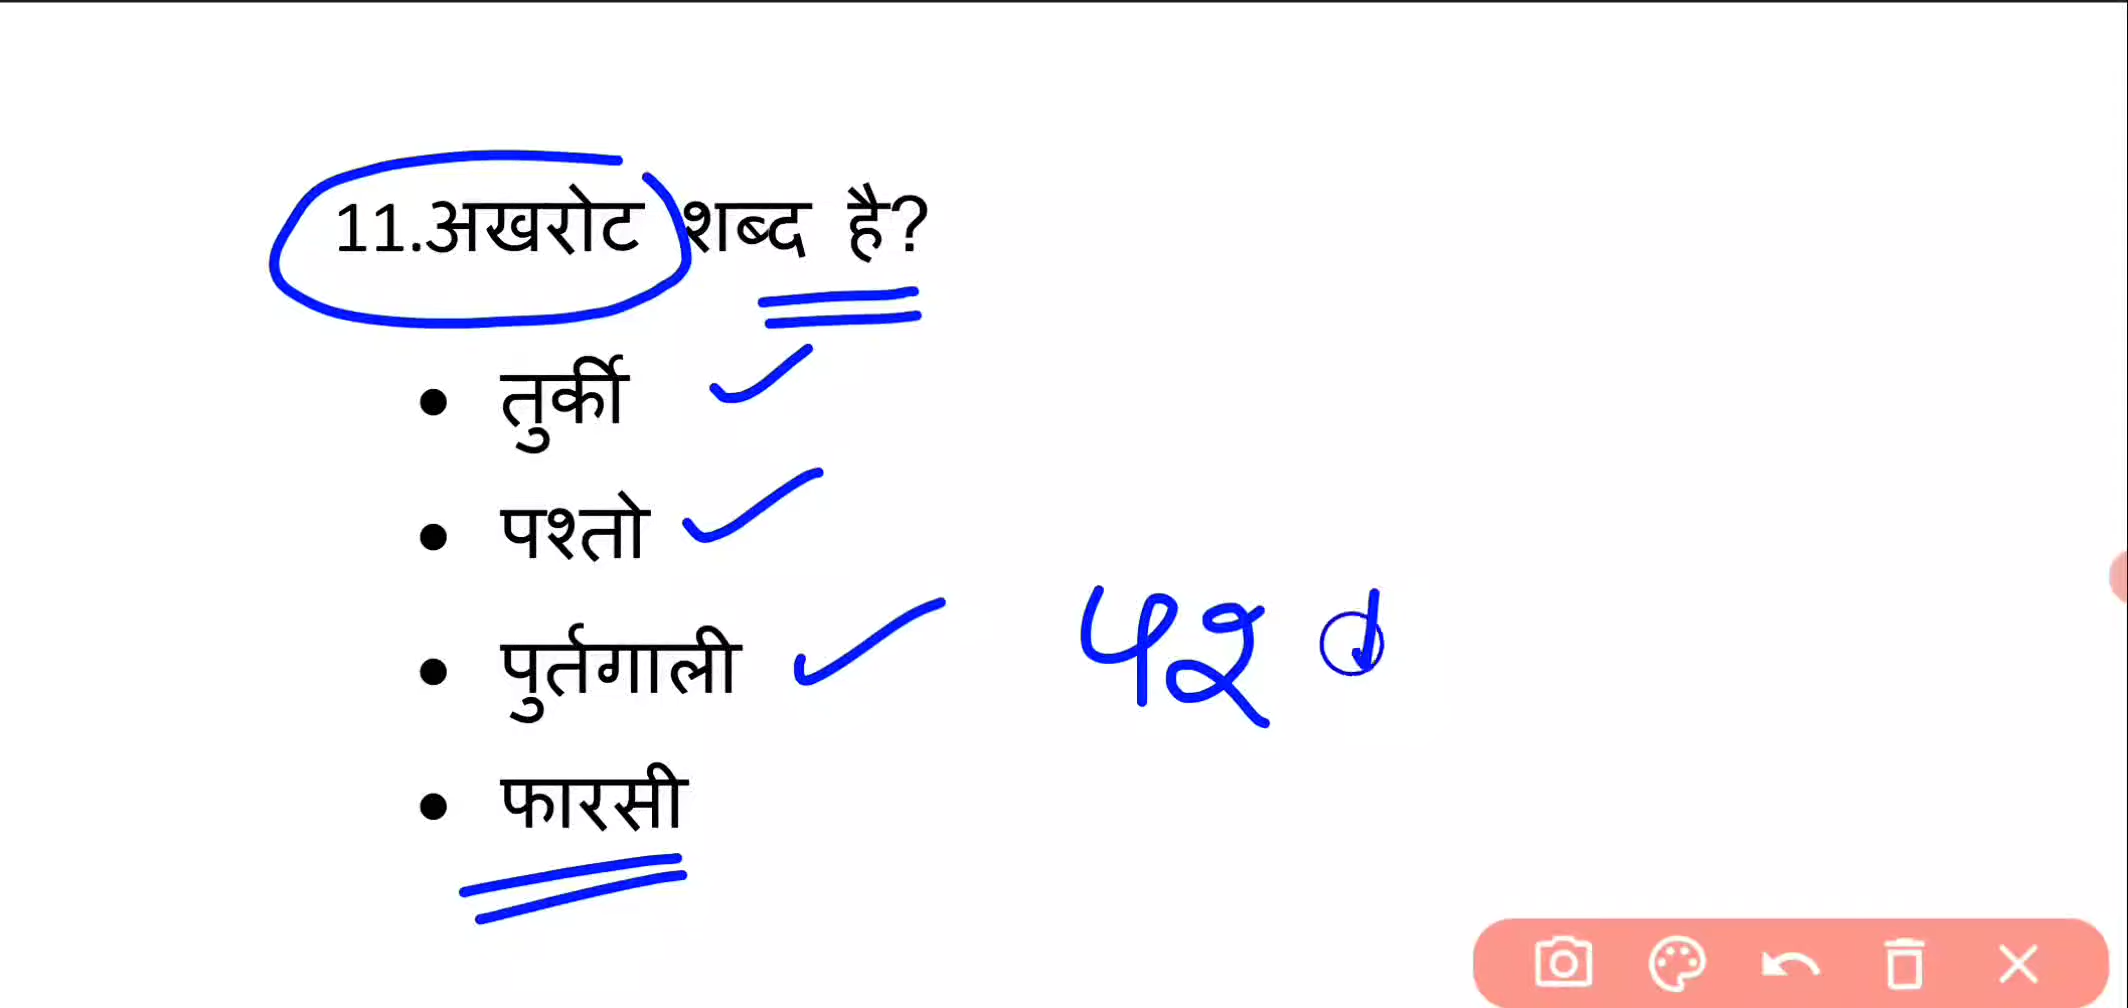 11.अखरोट शब्द है?
• तुर्की
• पश्तो
• पुर्तगाली
• फारसी